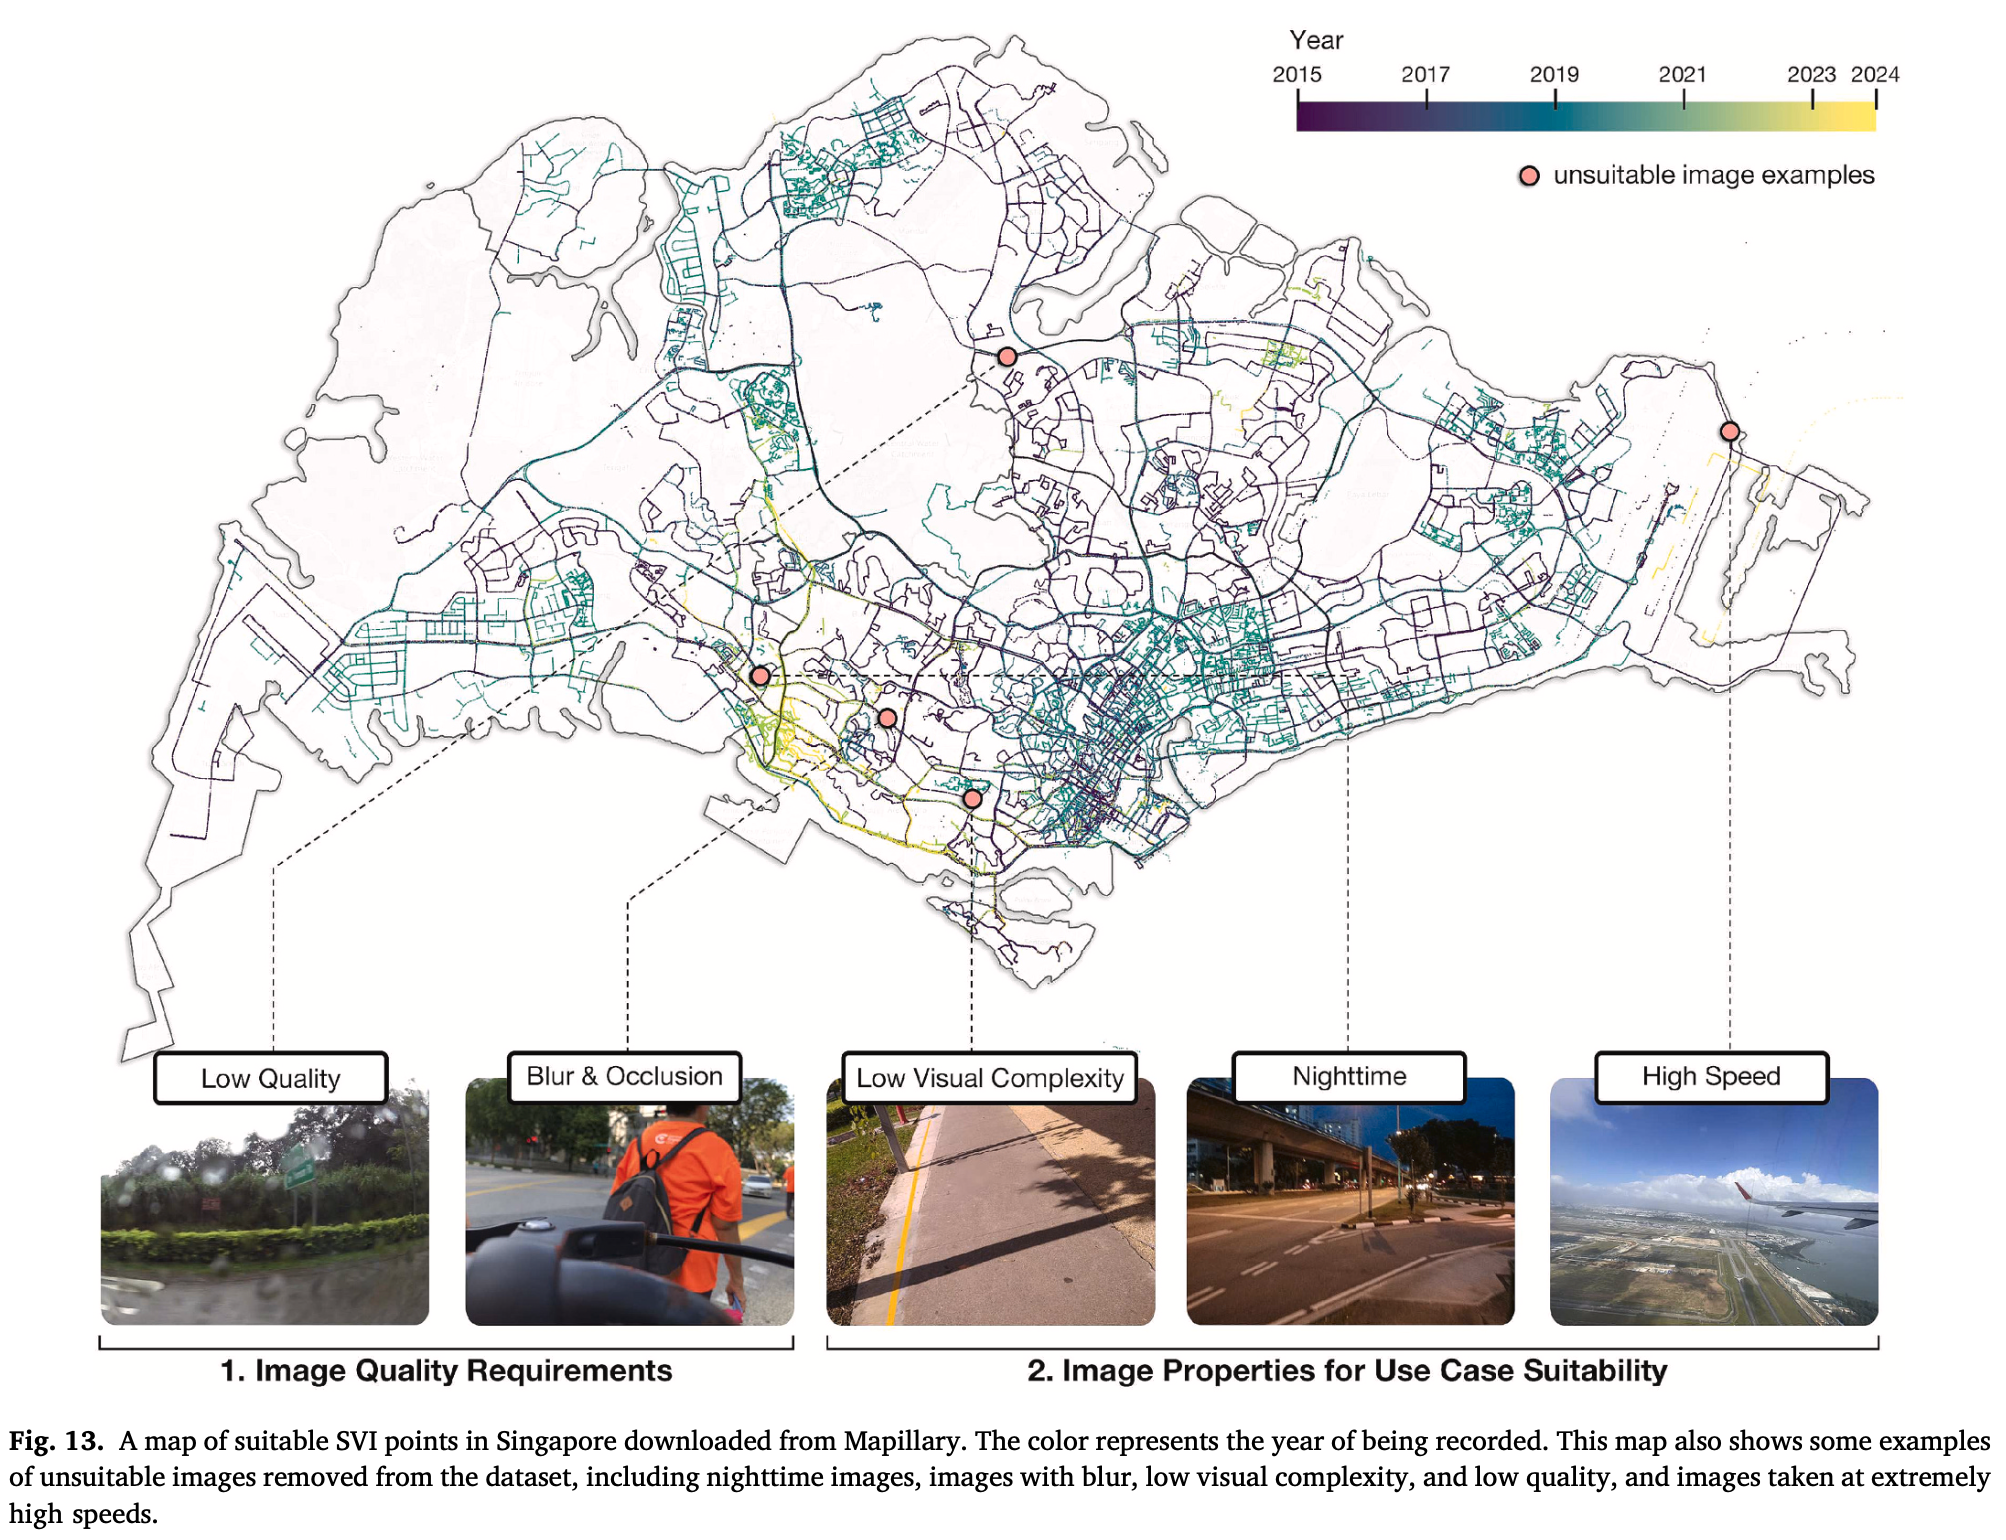 Year
2015 2017 2019 2021 2023 2024
unsuitable image examples
Low Quality
Blur & Occlusion
Low Visual Complexity
Nighttime
High Speed
1. Image Quality Requirements
2. Image Properties for Use Case Suitability
Fig. 13. A map of suitable SVI points in Singapore downloaded from Mapillary. The color represents the year of being recorded. This map also shows some examples
of unsuitable images removed from the dataset, including nighttime images, images with blur, low visual complexity, and low quality, and images taken at extremely
high speeds.